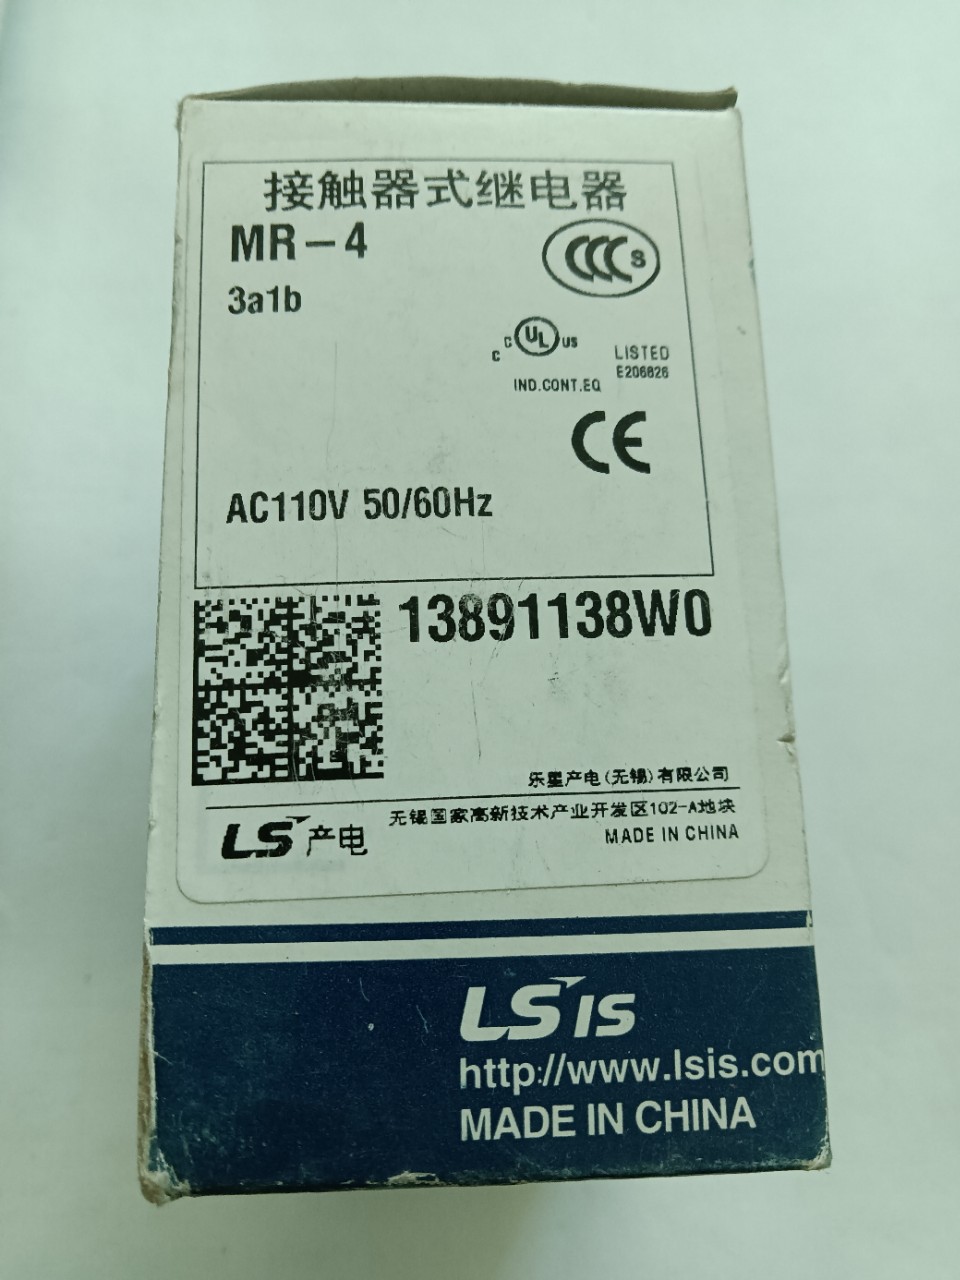 接触器式继电器
MR-4
3a1b
CCC S
C
C UL US
LISTED
E206826
IND.CONT.EQ
CE
AC110V 50/60Hz
13891138W0
乐星产电(无锡)有限公司
无锡国家高新技术产业开发区102-A地块
LS 产电
MADE IN CHINA
LS IS
http://www.lsis.com
MADE IN CHINA